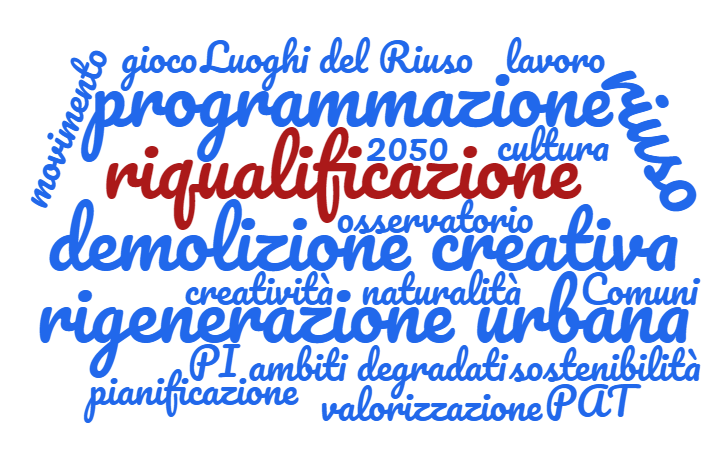 gioco Luoghi del Riuso lavoro
movimento
programmazione
riuso
2050 cultura
riqualificazione
osservatorio
demolizione creativa
creatività naturalità Comuni
rigenerazione urbana
PI ambiti degradati sostenibilità
pianificazione
valorizzazione PAT